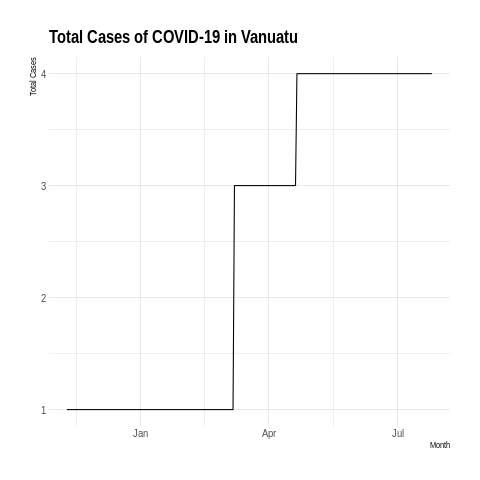 Total Cases of COVID-19 in Vanuatu
Total Cases
4
3
2
1
Jan Apr Jul
Month